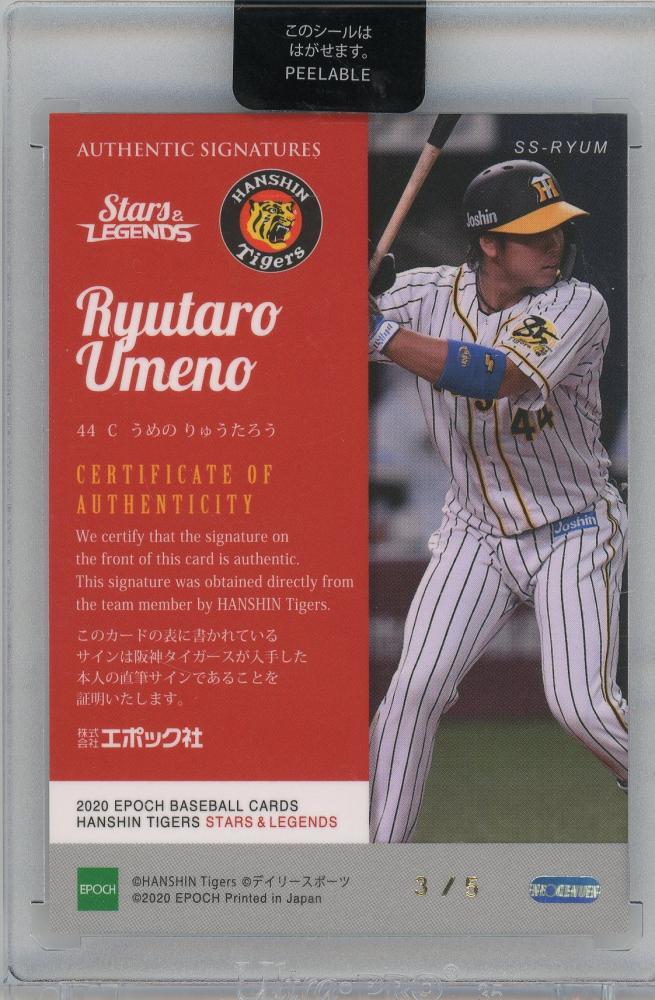 このシールは
はがせます。
PEELABLE
AUTHENTIC SIGNATURES
SS-RYUM
Stars &
LEGENDS
HANSHIN
Tigers
Ryutaro
Umeno
44 C うめの りゅうたろう
CERTIFICATE OF
AUTHENTICITY
We certify that the signature on
the front of this card is authentic.
This signature was obtained directly from
the team member by HANSHIN Tigers.
このカードの表に書かれている
サインは阪神タイガースが入手した
本人の直筆サインであることを
証明いたします。
株式会社エポック社
2020 EPOCH BASEBALL CARDS
HANSHIN TIGERS STARS & LEGENDS
EPOCH
©HANSHIN Tigers ©デイリースポーツ
©2020 EPOCH Printed in Japan
3 / 5
Joshin
85
44
Joshin
Ultra·PRO®